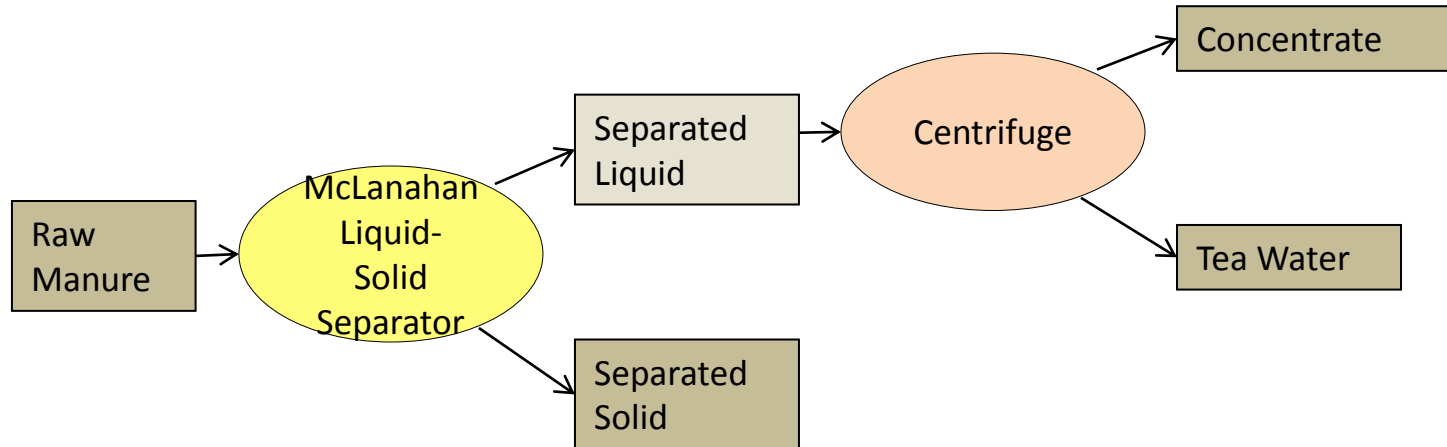 Raw
Manure
McLanahan
Liquid-
Solid
Separator
Separated
Liquid
Separated
Solid
Centrifuge
Concentrate
Tea Water